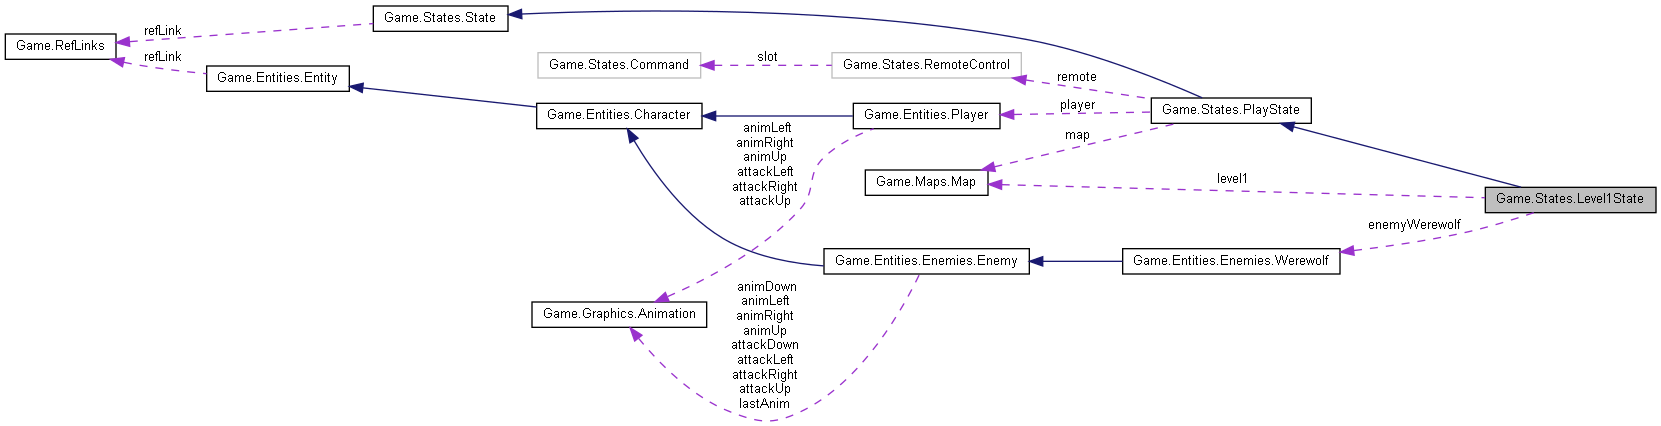 Game.States.State
refLink
Game.RefLinks
refLink
Game.Entities.Entity
Game.States.Command
slot
Game.States.RemoteControl
remote
Game.States.PlayState
Game.Entities.Character
Game.Entities.Player
player
animLeft
animRight
animUp
attackLeft
attackRight
attackUp
map
Game.Maps.Map
level1
Game.States.Level1State
enemyWerewolf
Game.Entities.Enemies.Enemy
Game.Entities.Enemies.Werewolf
Game.Graphics.Animation
animDown
animLeft
animRight
animUp
attackDown
attackLeft
attackRight
attackUp
lastAnim